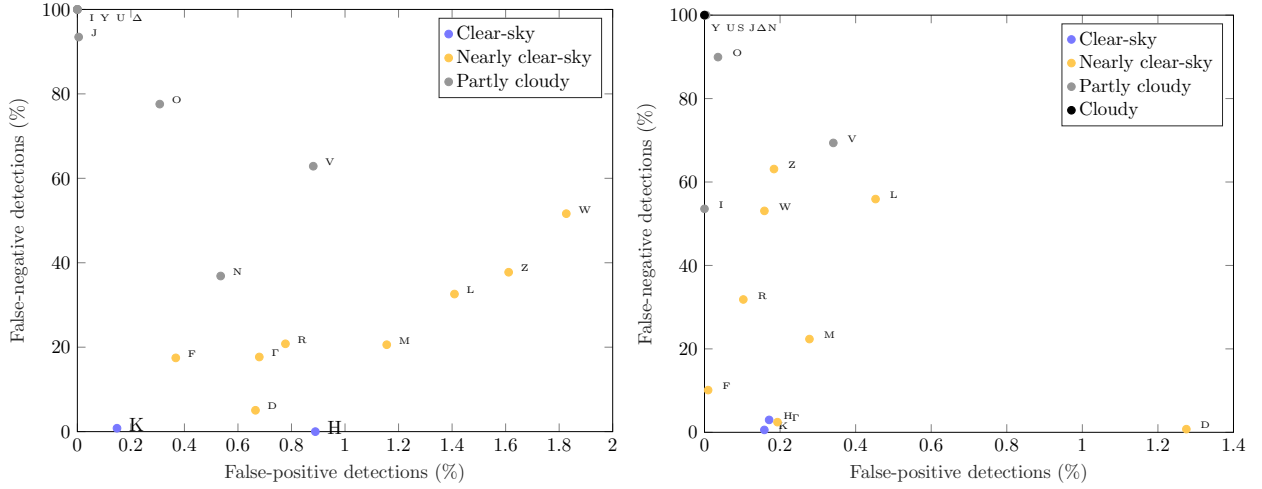 100
80
60
40
20
0
False-negative detections (%)
I Y U Δ
J
O
V
W
N
Z
L
F
Γ
R
M
D
K
H
Clear-sky
Nearly clear-sky
Partly cloudy
0 0.2 0.4 0.6 0.8 1 1.2 1.4 1.6 1.8 2
False-positive detections (%)
100
80
60
40
20
0
False-negative detections (%)
Y U S J Δ N
O
V
Z
L
I
W
R
M
F
H Γ
K
D
Clear-sky
Nearly clear-sky
Partly cloudy
Cloudy
0 0.2 0.4 0.6 0.8 1 1.2 1.4
False-positive detections (%)